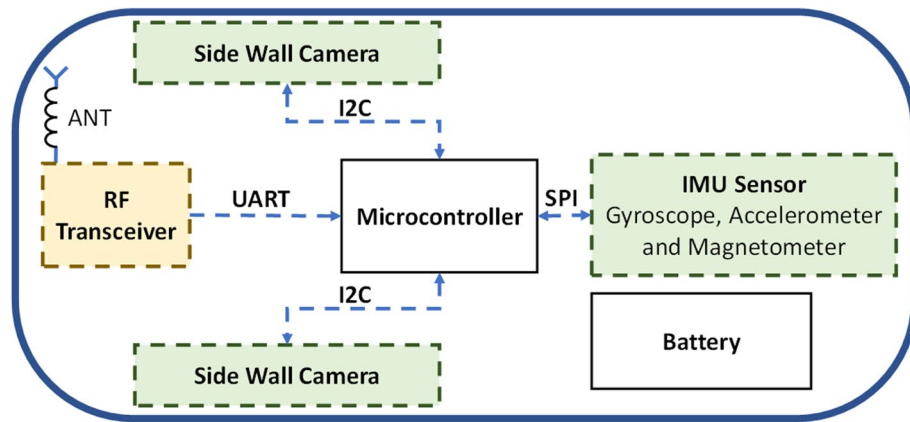 Side Wall Camera
I2C
ANT
RF
Transceiver
UART
Microcontroller
SPI
IMU Sensor
Gyroscope, Accelerometer
and Magnetometer
I2C
Battery
Side Wall Camera